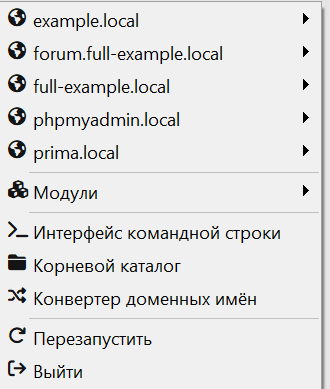 example.local
forum.full-example.local
full-example.local
phpmyadmin.local
prima.local
Модули
Интерфейс командной строки
Корневой каталог
Конвертер доменных имён
Перезапустить
Выйти